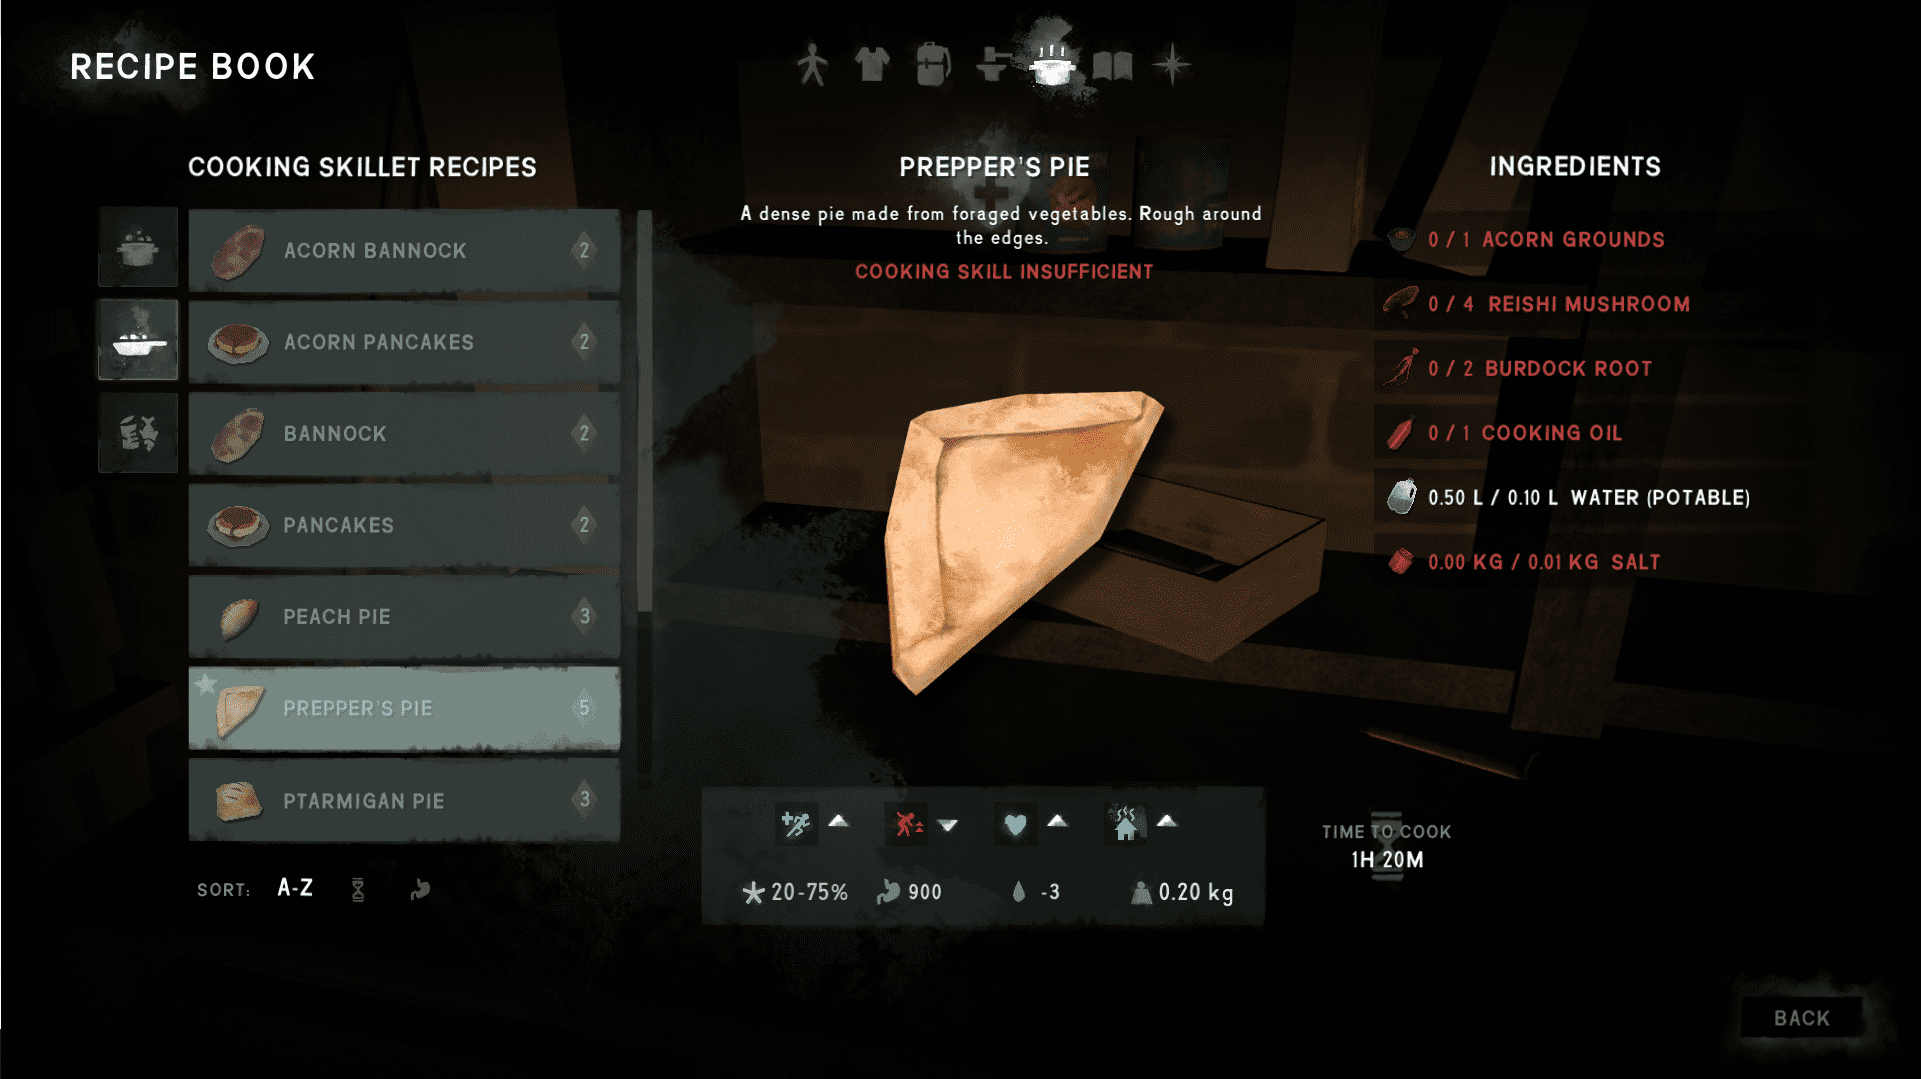 RECIPE BOOK
COOKING SKILLET RECIPES
ACORN BANNOCK 2
ACORN PANCAKES 2
BANNOCK 2
PANCAKES 2
PEACH PIE 3
PREPPER'S PIE 5
PTARMIGAN PIE 3
SORT: A-Z
PREPPER'S PIE
A dense pie made from foraged vegetables. Rough around
the edges.
COOKING SKILL INSUFFICIENT
20-75% 900 -3 0.20 kg
INGREDIENTS
0 / 1 ACORN GROUNDS
0 / 4 REISHI MUSHROOM
0 / 2 BURDOCK ROOT
0 / 1 COOKING OIL
0.50 L / 0.10 L WATER (POTABLE)
0.00 KG / 0.01 KG SALT
TIME TO COOK
1H 20M
BACK